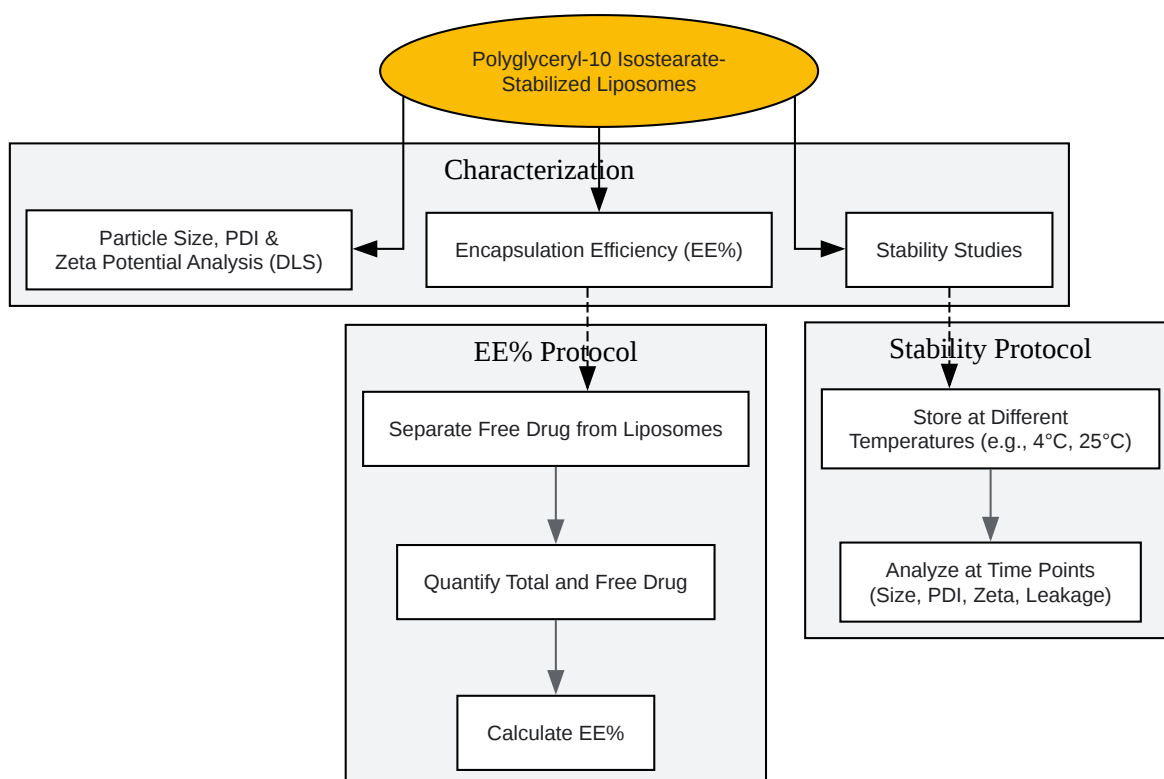 Polyglyceryl-10 Isostearate-
Stabilized Liposomes
Characterization
Particle Size, PDI &
Zeta Potential Analysis (DLS)
Encapsulation Efficiency (EE%)
Stability Studies
EE% Protocol
Separate Free Drug from Liposomes
Quantify Total and Free Drug
Calculate EE%
Stability Protocol
Store at Different
Temperatures (e.g., 4°C, 25°C)
Analyze at Time Points
(Size, PDI, Zeta, Leakage)